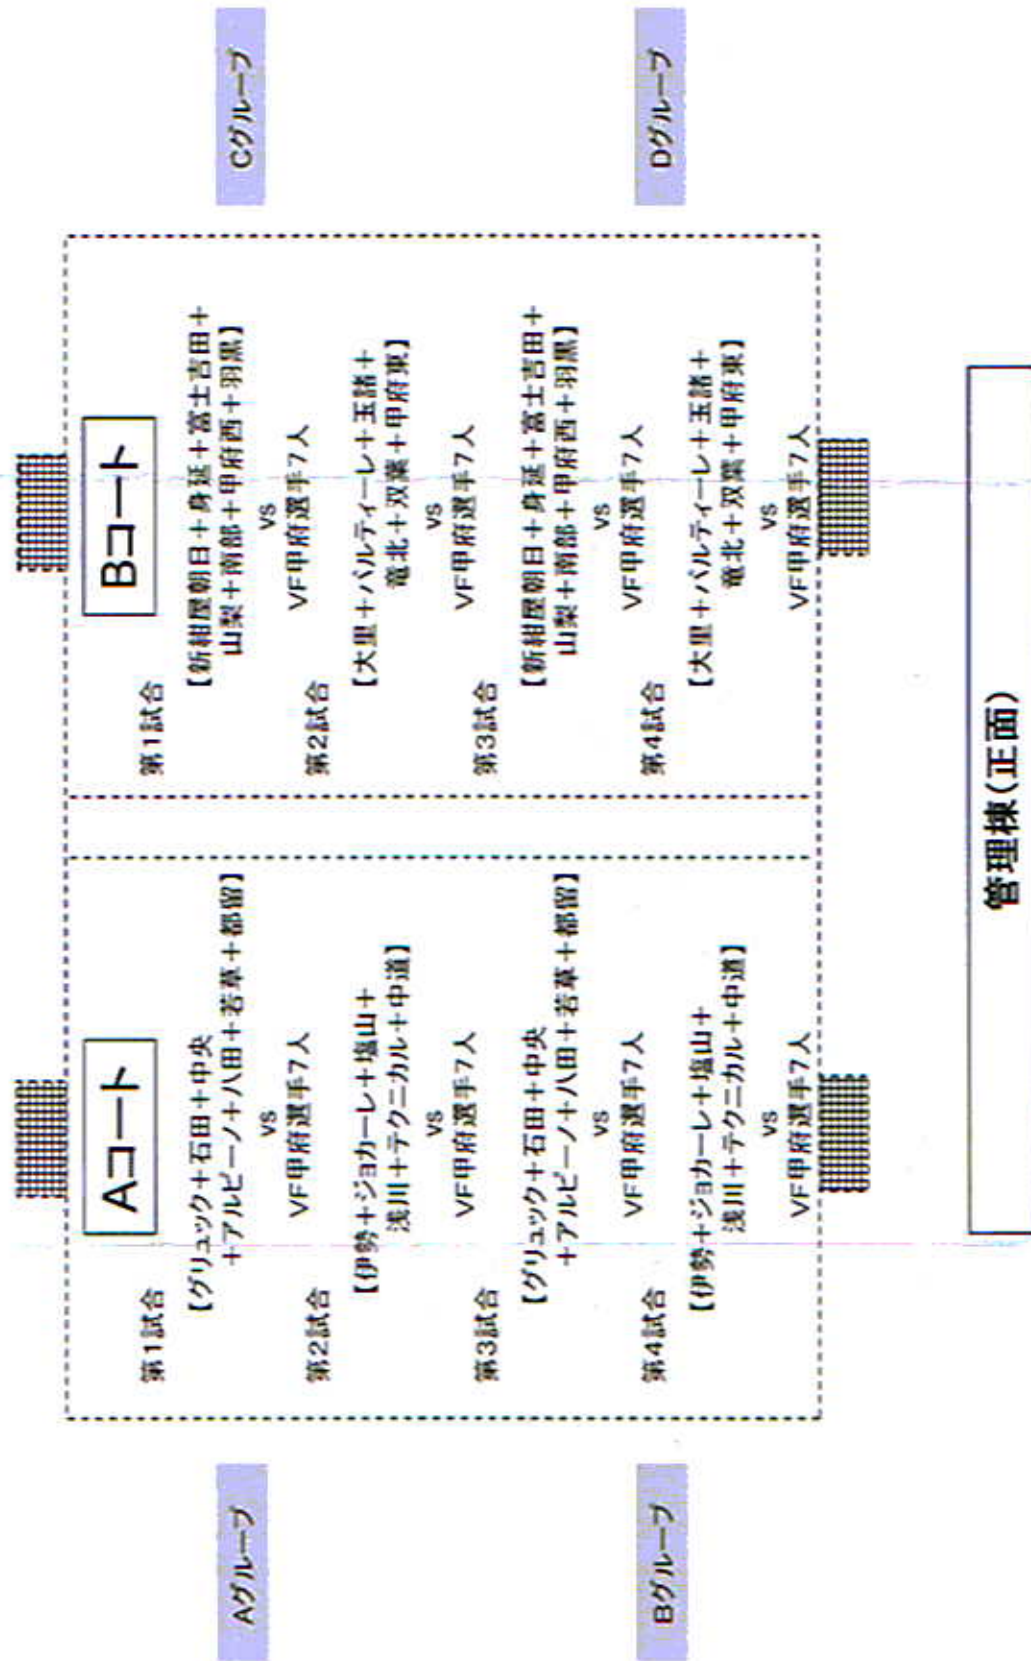 Aグループ
Bグループ
Aコート
第1試合
【グリュック+石田+中央
+アルピーノ+八田+若草+都留】
vs
VF甲府選手7人
第2試合
【伊勢+ジョカーレ+塩山+
浅川+テクニカル+中道】
vs
VF甲府選手7人
第3試合
【グリュック+石田+中央
+アルピーノ+八田+若草+都留】
vs
VF甲府選手7人
第4試合
【伊勢+ジョカーレ+塩山+
浅川+テクニカル+中道】
vs
VF甲府選手7人
Bコート
第1試合
【新紺屋朝日+身延+富士吉田+
山梨+南部+甲府西+羽黒】
vs
VF甲府選手7人
第2試合
【大里+バルティーレ+玉諸+
竜北+双葉+甲府東】
vs
VF甲府選手7人
第3試合
【新紺屋朝日+身延+富士吉田+
山梨+南部+甲府西+羽黒】
vs
VF甲府選手7人
第4試合
【大里+バルティーレ+玉諸+
竜北+双葉+甲府東】
vs
VF甲府選手7人
Cグループ
Dグループ
管理棟(正面)